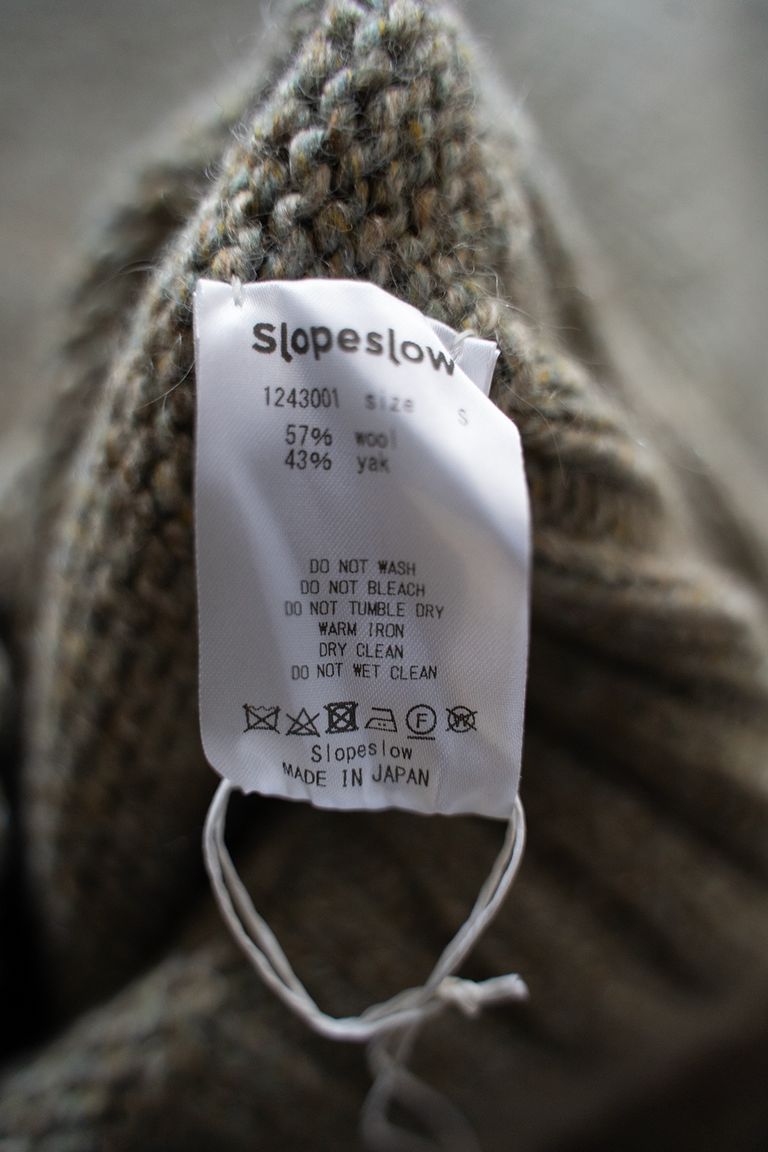 Slopeslow
1243001 size S
57% wool
43% yak
DO NOT WASH
DO NOT BLEACH
DO NOT TUMBLE DRY
WARM IRON
DRY CLEAN
DO NOT WET CLEAN
F W
Slopeslow
MADE IN JAPAN